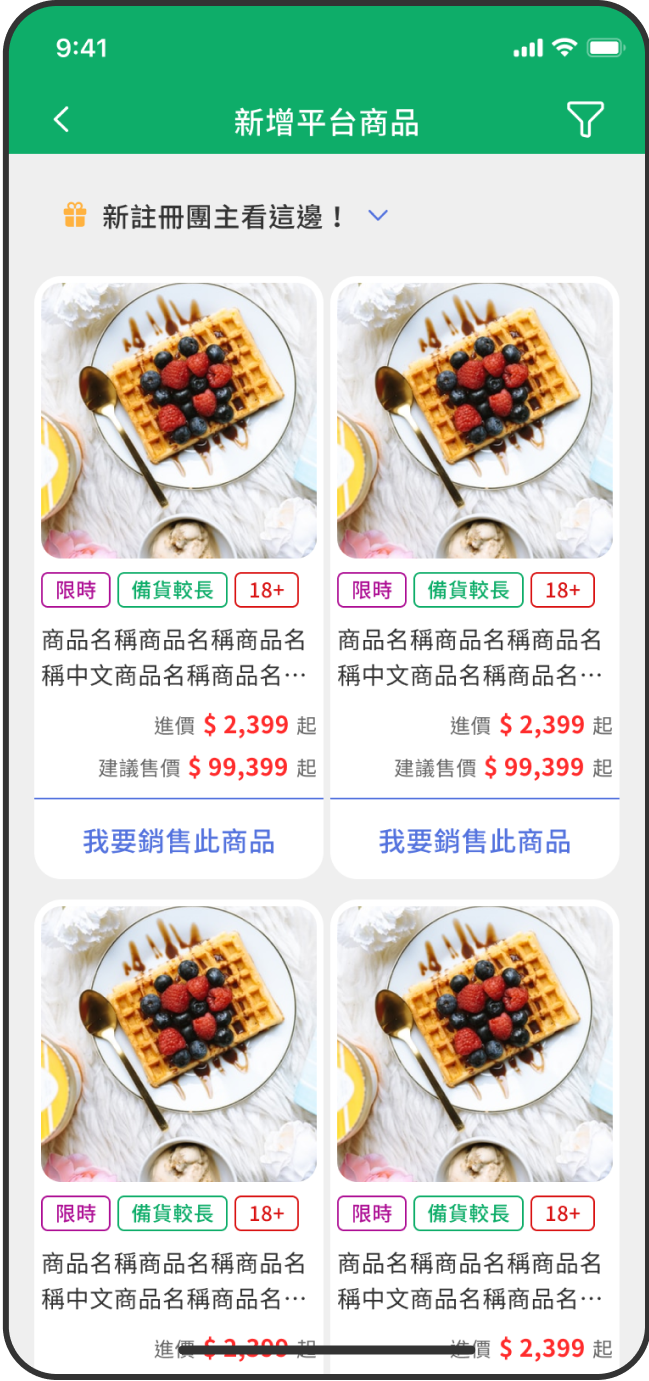 9:41
新增平台商品
新註冊團主看這邊！
限時 備貨較長 18+
商品名稱商品名稱商品名
稱中文商品名稱商品名…
進價 $ 2,399 起
建議售價 $ 99,399 起
我要銷售此商品
限時 備貨較長 18+
商品名稱商品名稱商品名
稱中文商品名稱商品名…
進價 $ 2,399 起
建議售價 $ 99,399 起
我要銷售此商品
限時 備貨較長 18+
商品名稱商品名稱商品名
稱中文商品名稱商品名…
進價 $ 2,399 起
限時 備貨較長 18+
商品名稱商品名稱商品名
稱中文商品名稱商品名…
進價 $ 2,399 起